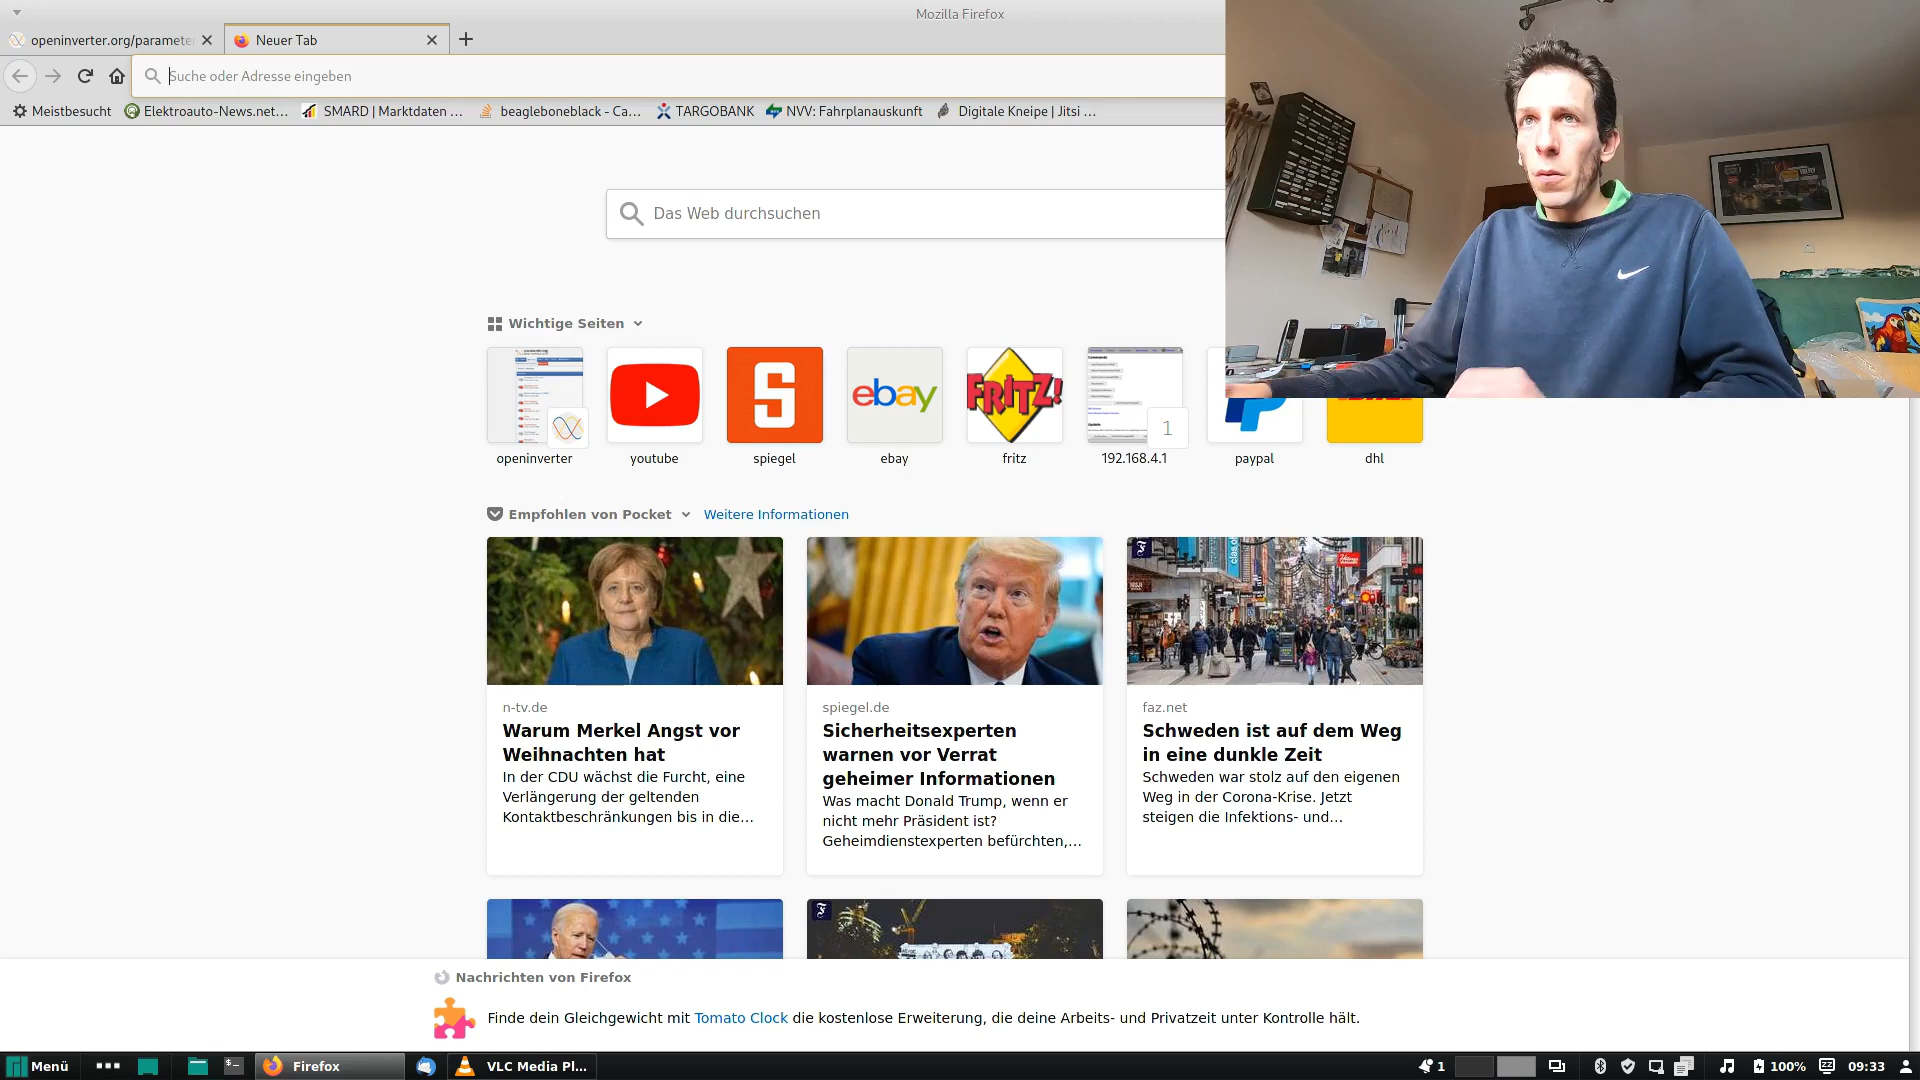 Mozilla Firefox
openinverter.org/paramete
Neuer Tab
Suche oder Adresse eingeben
Meistbesucht
Elektroauto-News.net...
SMARD | Marktdaten ...
beagleboneblack - Ca...
TARGOBANK
NVV: Fahrplanauskunft
Digitale Kneipe | Jitsi ...
Das Web durchsuchen
Wichtige Seiten
S
ebay
FRITZ!
1
openinverter
youtube
spiegel
ebay
fritz
192.168.4.1
paypal
dhl
Empfohlen von Pocket
Weitere Informationen
n-tv.de
Warum Merkel Angst vor
Weihnachten hat
In der CDU wächst die Furcht, eine
Verlängerung der geltenden
Kontaktbeschränkungen bis in die...
spiegel.de
Sicherheitsexperten
warnen vor Verrat
geheimer Informationen
Was macht Donald Trump, wenn er
nicht mehr Präsident ist?
Geheimdienstexperten befürchten,...
faz.net
Schweden ist auf dem Weg
in eine dunkle Zeit
Schweden war stolz auf den eigenen
Weg in der Corona-Krise. Jetzt
steigen die Infektions- und...
Nachrichten von Firefox
Finde dein Gleichgewicht mit Tomato Clock die kostenlose Erweiterung, die deine Arbeits- und Privatzeit unter Kontrolle hält.
Menü
Firefox
VLC Media Pl...
1
100%
09:33